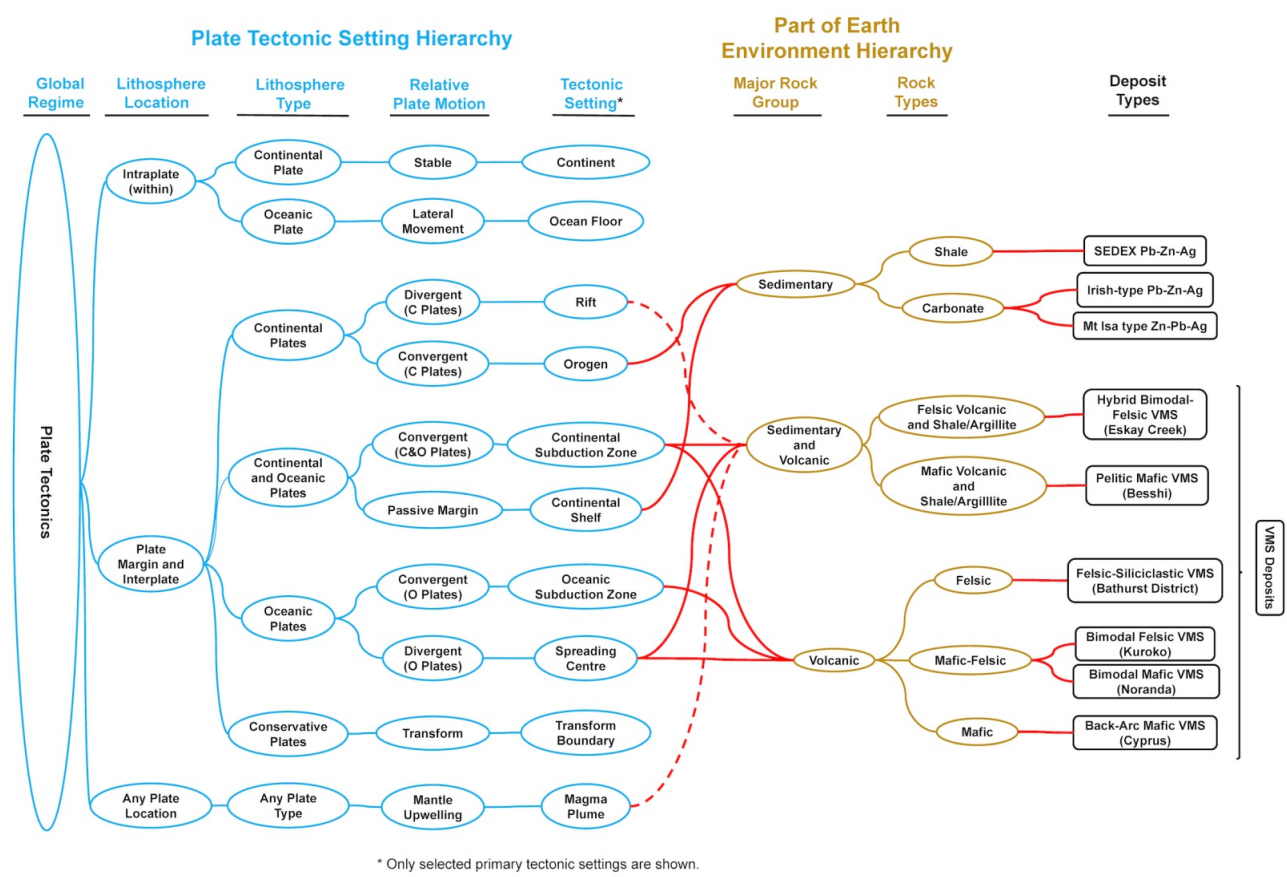 Plate Tectonic Setting Hierarchy
Part of Earth
Environment Hierarchy
Global
Regime
Lithosphere
Location
Lithosphere
Type
Relative
Plate Motion
Tectonic
Setting*
Major Rock
Group
Rock
Types
Deposit
Types
Plate Tectonics
Intraplate
(within)
Continental
Plate
Stable
Continent
Oceanic
Plate
Lateral
Movement
Ocean Floor
Plate
Margin and
Interplate
Continental
Plates
Divergent
(C Plates)
Rift
Convergent
(C Plates)
Orogen
Continental
and Oceanic
Plates
Convergent
(C&O Plates)
Continental
Subduction Zone
Passive Margin
Continental
Shelf
Oceanic
Plates
Convergent
(O Plates)
Oceanic
Subduction Zone
Divergent
(O Plates)
Spreading
Centre
Conservative
Plates
Transform
Transform
Boundary
Any Plate
Location
Any Plate
Type
Mantle
Upwelling
Magma
Plume
Sedimentary
Shale
SEDEX Pb-Zn-Ag
Carbonate
Irish-type Pb-Zn-Ag
Mt Isa type Zn-Pb-Ag
Sedimentary
and
Volcanic
Felsic Volcanic
and Shale/Argillite
Hybrid Bimodal-
Felsic VMS
(Eskay Creek)
Mafic Volcanic
and
Shale/Argilllite
Pelitic Mafic VMS
(Besshi)
Volcanic
Felsic
Felsic-Siliciclastic VMS
(Bathurst District)
Mafic-Felsic
Bimodal Felsic VMS
(Kuroko)
Bimodal Mafic VMS
(Noranda)
Mafic
Back-Arc Mafic VMS
(Cyprus)
VMS Deposits
* Only selected primary tectonic settings are shown.